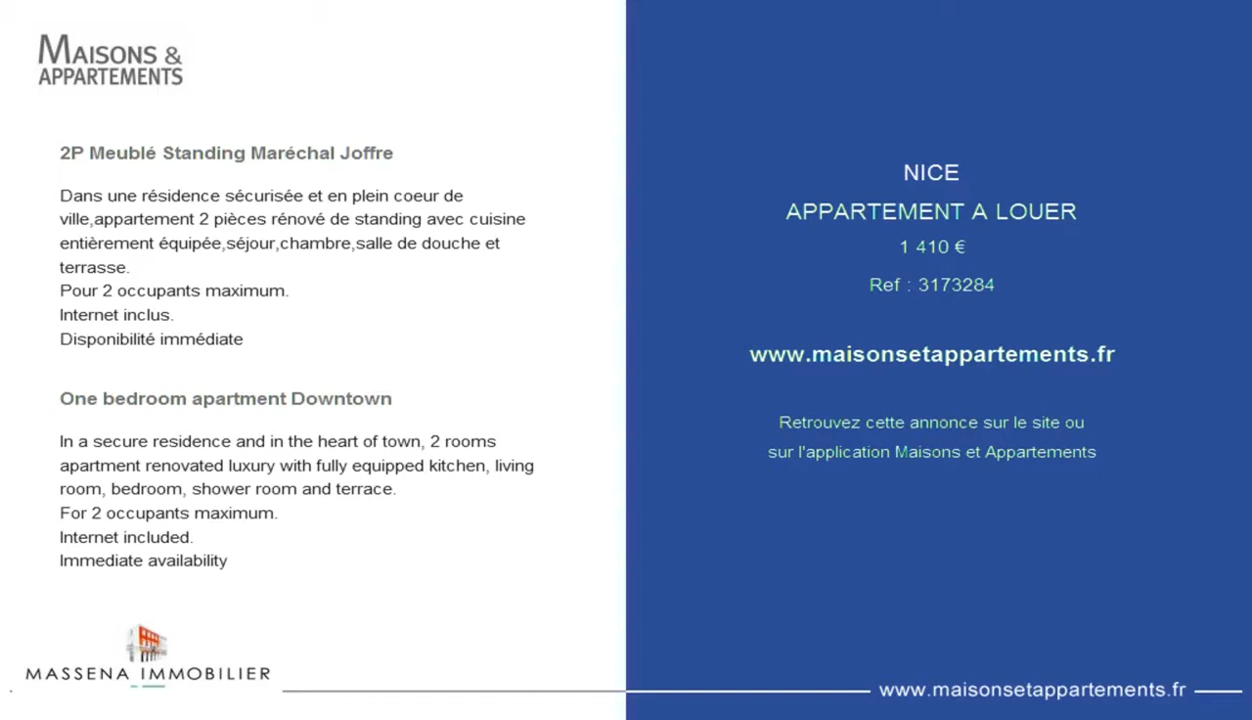 MAISONS &
APPARTEMENTS
2P Meublé Standing Maréchal Joffre
Dans une résidence sécurisée et en plein coeur de
ville,appartement 2 pièces rénové de standing avec cuisine
entièrement équipée,séjour,chambre,salle de douche et
terrasse.
Pour 2 occupants maximum.
Internet inclus.
Disponibilité immédiate
One bedroom apartment Downtown
In a secure residence and in the heart of town, 2 rooms
apartment renovated luxury with fully equipped kitchen, living
room, bedroom, shower room and terrace.
For 2 occupants maximum.
Internet included.
Immediate availability
MASSENA IMMOBILIER
NICE
APPARTEMENT A LOUER
1 410 €
Ref : 3173284
www.maisonsetappartements.fr
Retrouvez cette annonce sur le site ou
sur l'application Maisons et Appartements
www.maisonsetappartements.fr